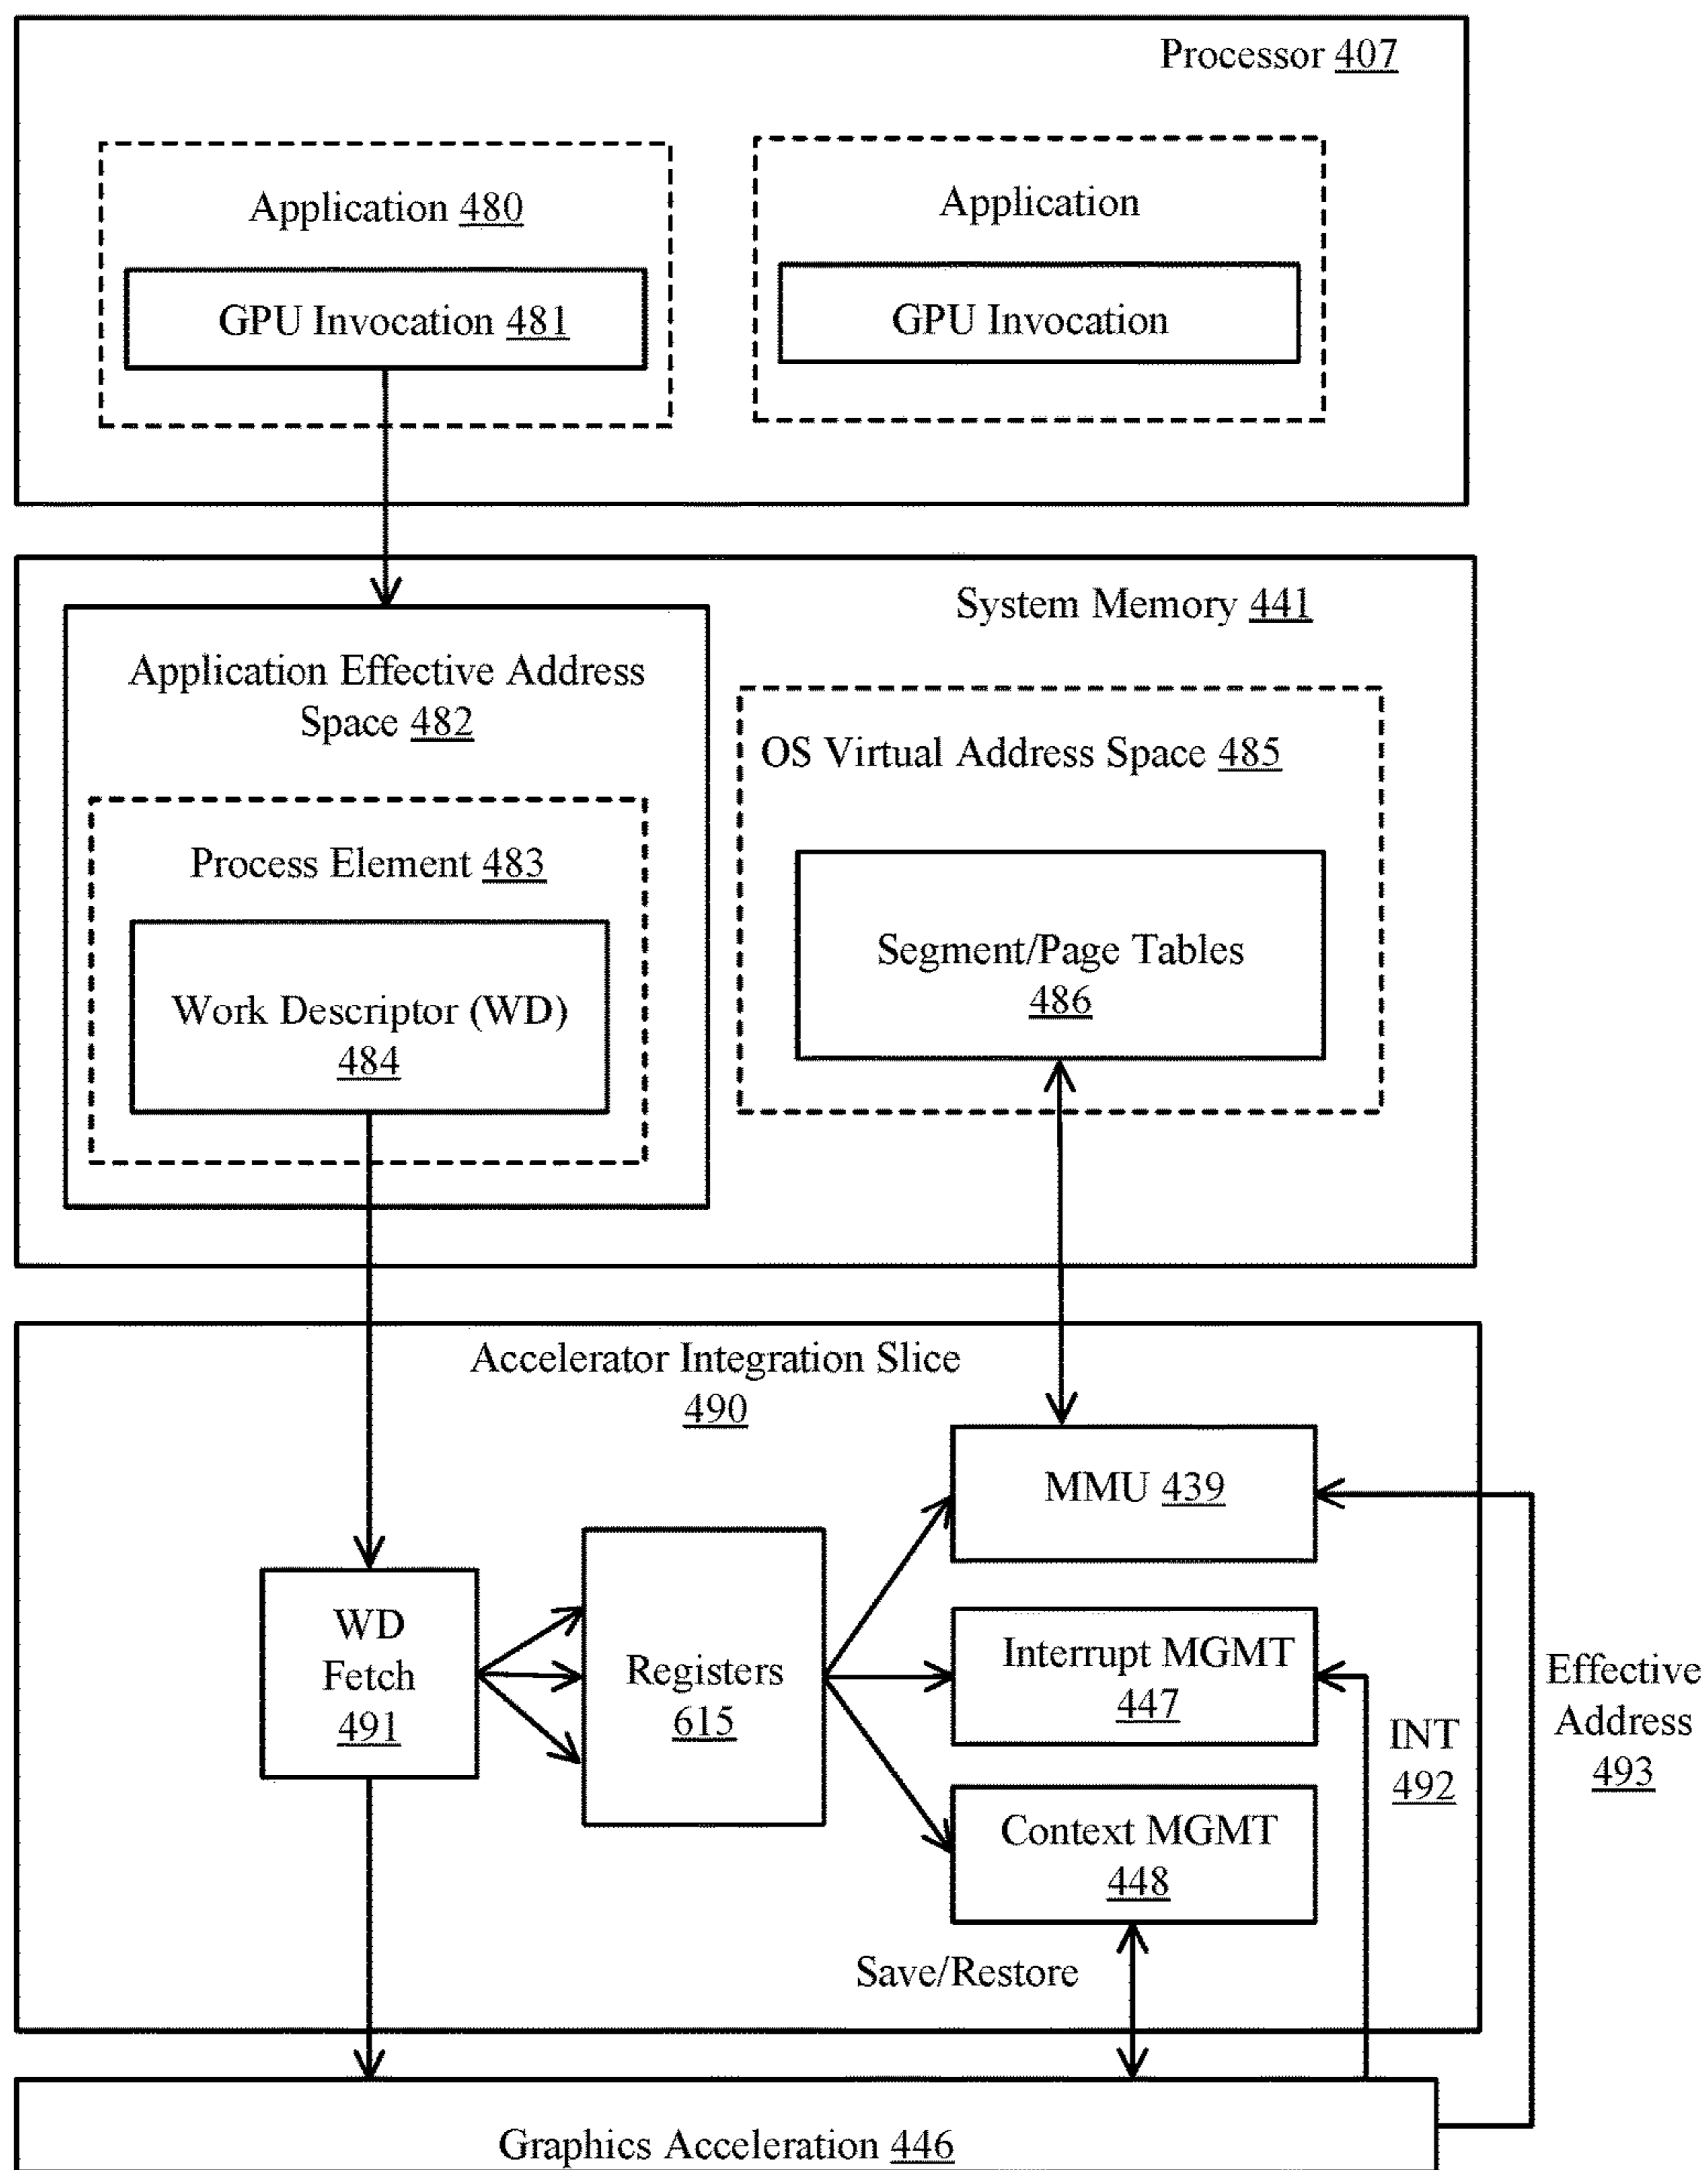 Processor 407
Application 480
GPU Invocation 481
Application
GPU Invocation
System Memory 441
Application Effective Address
Space 482
Process Element 483
Work Descriptor (WD)
484
OS Virtual Address Space 485
Segment/Page Tables
486
Accelerator Integration Slice
490
WD
Fetch
491
Registers
615
MMU 439
Interrupt MGMT
447
Context MGMT
448
Save/Restore
INT
492
Effective
Address
493
Graphics Acceleration 446